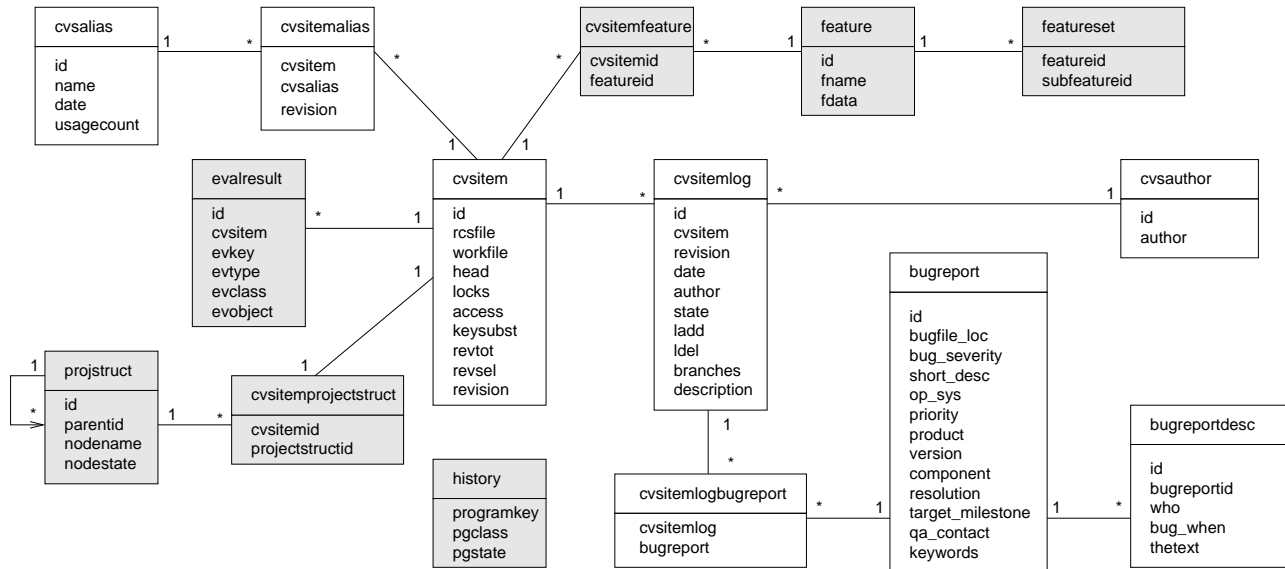 cvsalias
id
name
date
usagecount
1
*
cvsitemalias
cvsitem
cvsalias
revision
*
*
cvsitemfeature
cvsitemid
featureid
*
1
feature
id
fname
fdata
1
*
featureset
featureid
subfeatureid
1
1
evalresult
id
cvsitem
evkey
evtype
evclass
evobject
*
1
cvsitem
id
rcsfile
workfile
head
locks
access
keysubst
revtot
revsel
revision
1
*
cvsitemlog
id
cvsitem
revision
date
author
state
ladd
ldel
branches
description
*
1
cvsauthor
id
author
1
1
1
*
projstruct
id
parentid
nodename
nodestate
1
*
cvsitemprojectstruct
cvsitemid
projectstructid
history
programkey
pgclass
pgstate
1
*
cvsitemlogbugreport
cvsitemlog
bugreport
*
1
bugreport
id
bugfile_loc
bug_severity
short_desc
op_sys
priority
product
version
component
resolution
target_milestone
qa_contact
keywords
1
*
bugreportdesc
id
bugreportid
who
bug_when
thetext